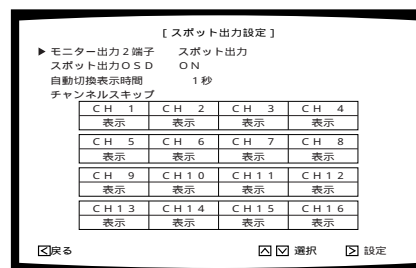 [スポット出力設定]
▶ モニター出力2端子 スポット出力
スポット出力OSD ON
自動切換表示時間 1秒
チャンネルスキップ
CH 1 CH 2 CH 3 CH 4
表示 表示 表示 表示
CH 5 CH 6 CH 7 CH 8
表示 表示 表示 表示
CH 9 CH10 CH11 CH12
表示 表示 表示 表示
CH13 CH14 CH15 CH16
表示 表示 表示 表示
戻る 選択 設定